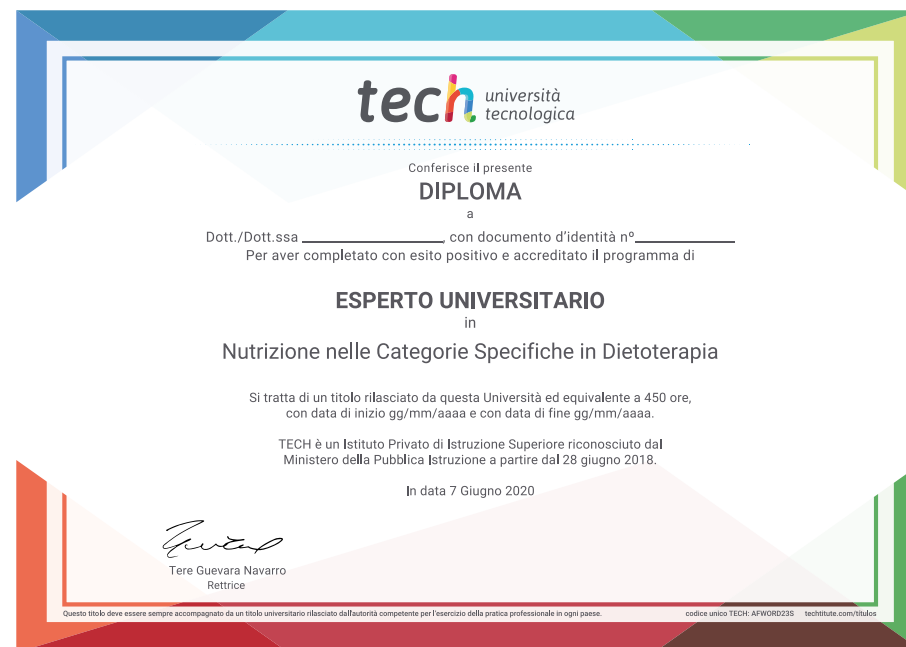 tech università
tecnologica
Conferisce il presente
DIPLOMA
a
Dott./Dott.ssa ____________________, con documento d'identità nº______________
Per aver completato con esito positivo e accreditato il programma di
ESPERTO UNIVERSITARIO
in
Nutrizione nelle Categorie Specifiche in Dietoterapia
Si tratta di un titolo rilasciato da questa Università ed equivalente a 450 ore,
con data di inizio gg/mm/aaaa e con data di fine gg/mm/aaaa.
TECH è un Istituto Privato di Istruzione Superiore riconosciuto dal
Ministero della Pubblica Istruzione a partire dal 28 giugno 2018.
In data 7 Giugno 2020
Tere Guevara Navarro
Rettrice
Questo titolo deve essere sempre accompagnato da un titolo universitario rilasciato dall'autorità competente per l'esercizio della pratica professionale in ogni paese. codice unico TECH: AFWORD23S techtitute.com/títulos